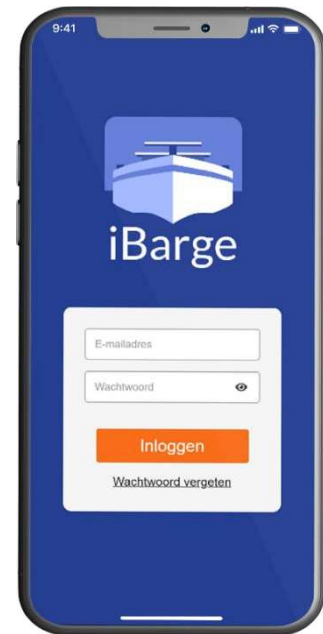 9:41
iBarge
E-mailadres
Wachtwoord
Inloggen
Wachtwoord vergeten